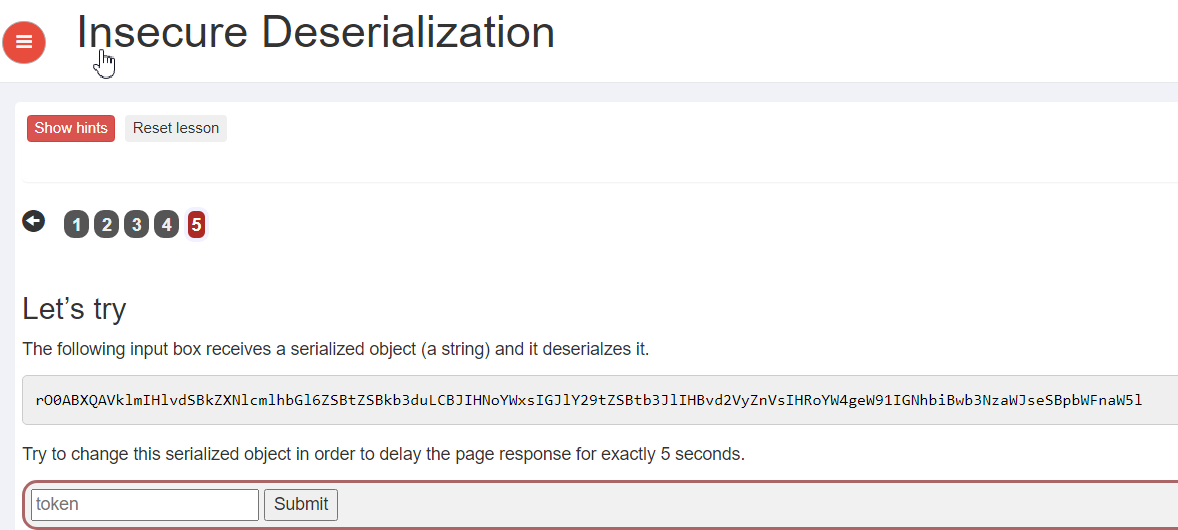 Insecure Deserialization
Show hints Reset lesson
1 2 3 4 5
Let's try
The following input box receives a serialized object (a string) and it deserialzes it.
rO0ABXQAVklmIHlvdSBkZXNlcmlhbGl6ZSBtZSBkb3duLCBJIHNoYWxsIGJlY29tZSBtb3JlIHBvd2VyZnVsIHRoYW4geW91IGNhbiBwb3NzaWJseSBpbWFnaW5l
Try to change this serialized object in order to delay the page response for exactly 5 seconds.
token Submit